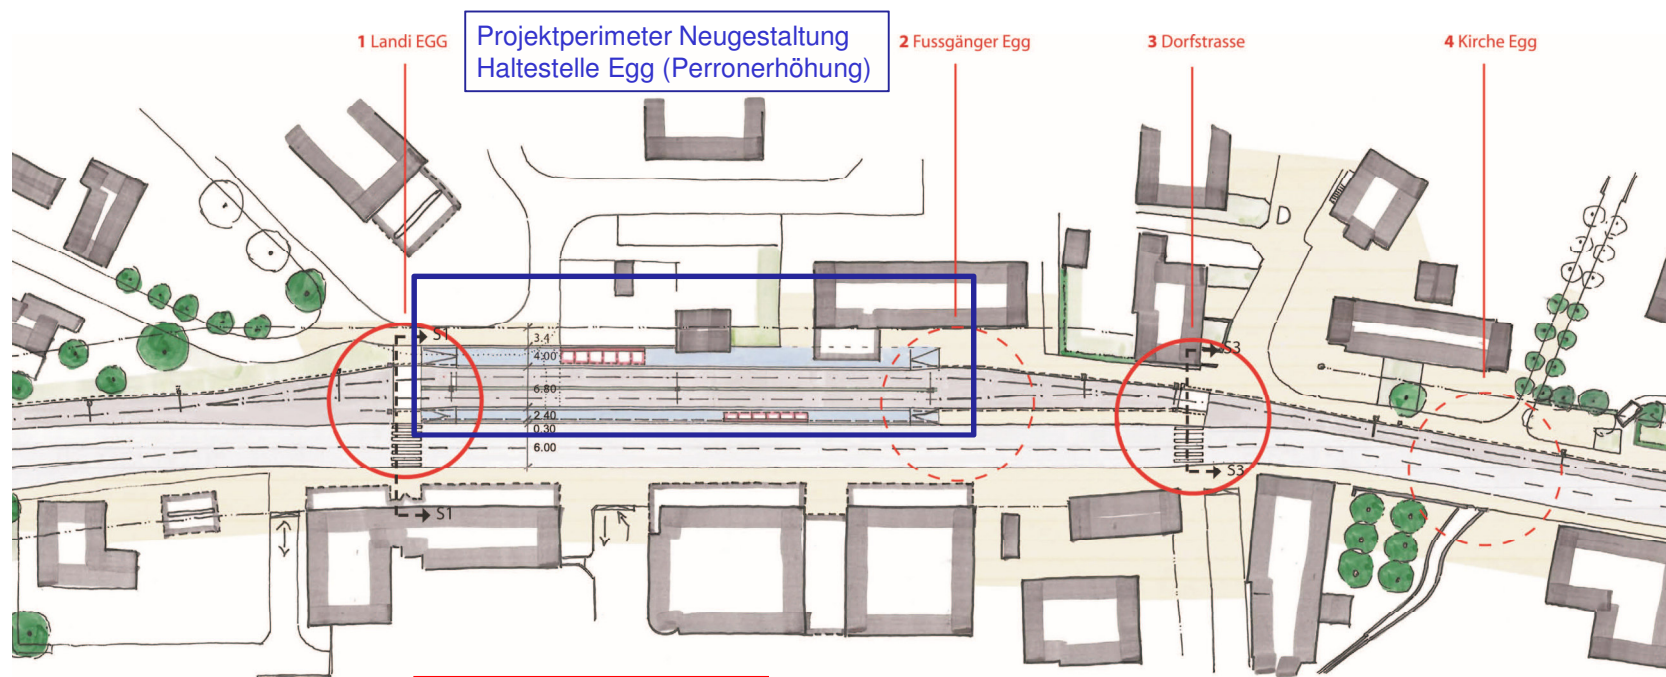 1 Landi EGG
Projektperimeter Neugestaltung
Haltestelle Egg (Perronerhöhung)
2 Fussgänger Egg
3 Dorfstrasse
4 Kirche Egg
S1
3.4
4.00
6.80
2.40
0.30
6.00
S1
S3
S3